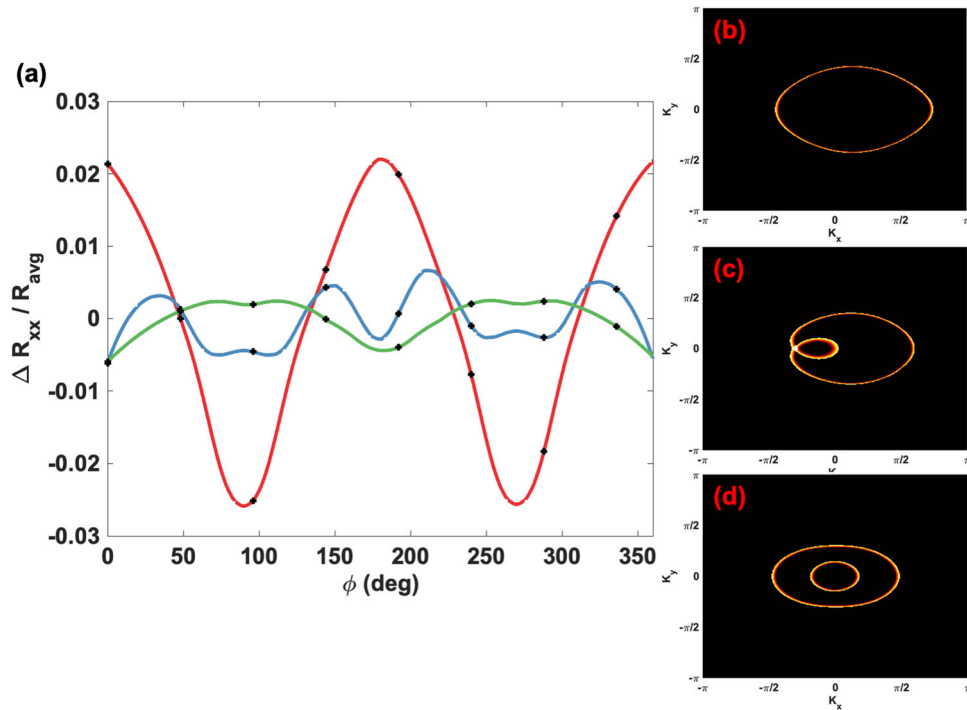 (a)
0.03
0.02
0.01
0
-0.01
-0.02
-0.03
Δ R_xx / R_avg
0 50 100 150 200 250 300 350
ϕ (deg)
(b)
π
π/2
0
-π/2
-π
K_y
-π -π/2 0 π/2 π
K_x
(c)
π
π/2
0
-π/2
-π
K_y
-π -π/2 0 π/2 π
(d)
π
π/2
0
-π/2
-π
K_y
-π -π/2 0 π/2 π
K_x